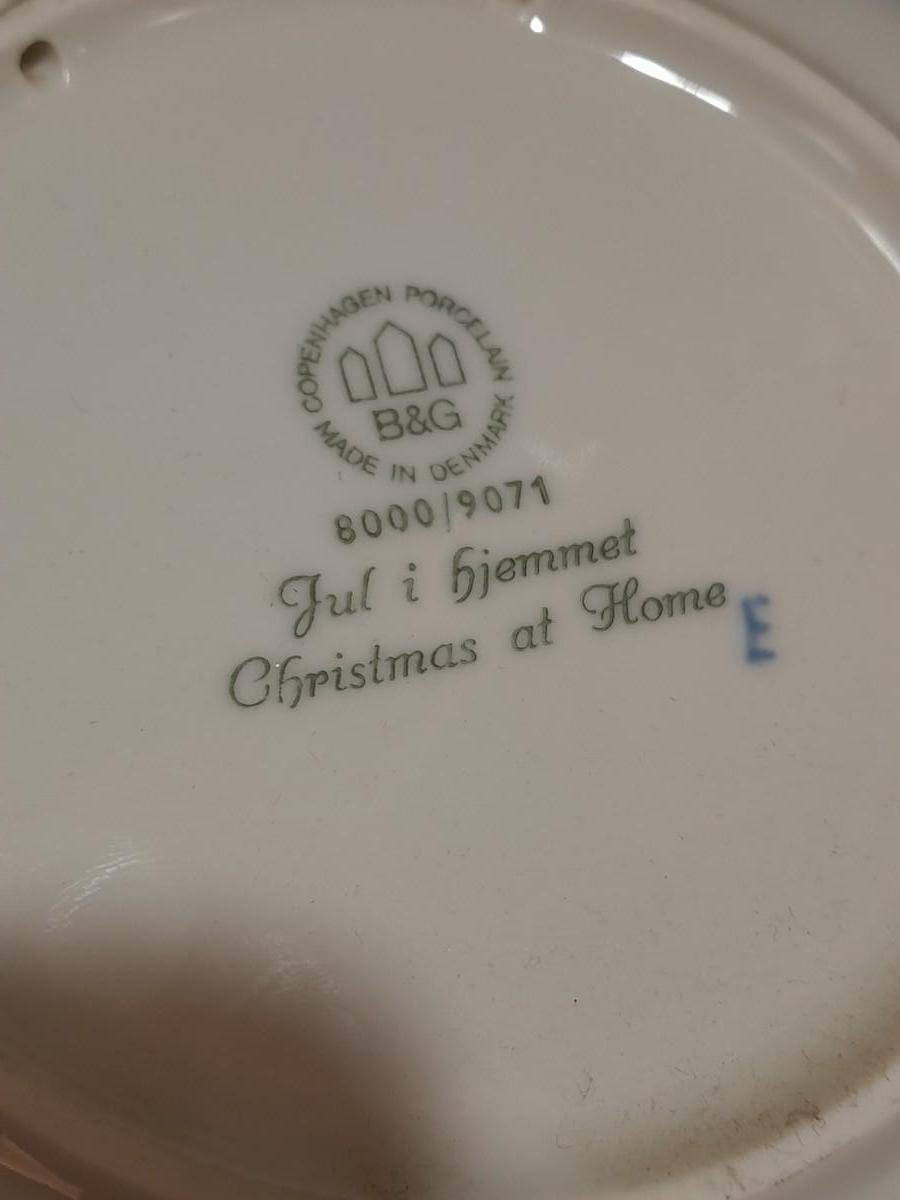 COPENHAGEN PORCELAIN
B&G
MADE IN DENMARK
8000/9071
Jul i hjemmet
Christmas at Home
E